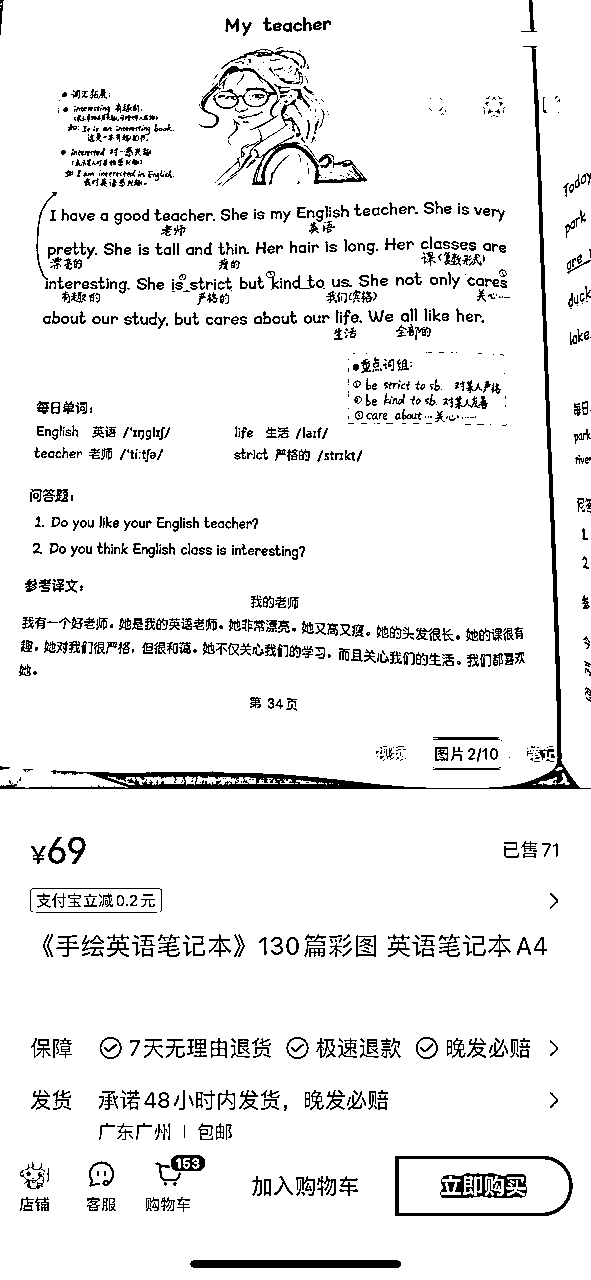 My teacher
● 词汇拓展:
● interesting 有趣的.
如: It is an interesting book.
这是一本有趣的书.
● interested 对…感兴趣
如 I am interested in English.
我对英语感兴趣。
I have a good teacher. She is my English teacher. She is very
老师 英语
pretty. She is tall and thin. Her hair is long. Her classes are
漂亮的 瘦的 课(复数形式)
interesting. She is strict but kind to us. She not only cares
有趣的 严格的 我们(宾格) 关心……
about our study, but cares about our life. We all like her.
生活 全部的
●重点词组:
① be strict to sb. 对某人严格
② be kind to sb. 对某人友善
③ care about … 关心……
每日单词:
English 英语 /ˈɪŋglɪʃ/ life 生活 /laɪf/
teacher 老师 /ˈtiːtʃə/ strict 严格的 /strɪkt/
问答题:
1. Do you like your English teacher?
2. Do you think English class is interesting?
参考译文:
我的老师
我有一个好老师。她是我的英语老师。她非常漂亮。她又高又瘦。她的头发很长。她的课很有
趣。她对我们很严格，但很和蔼。她不仅关心我们的学习，而且关心我们的生活。我们都喜欢
她。
第 34 页
Today
park
are
duck
lake.
每日
park
river
问答
1.
2.
视频 图片 2/10 笔记
¥69 已售 71
支付宝立减0.2元
《手绘英语笔记本》130篇彩图 英语笔记本A4
保障 7天无理由退货 极速退款 晚发必赔
发货 承诺48小时内发货，晚发必赔
广东广州 | 包邮
153
店铺 客服 购物车 加入购物车 立即购买